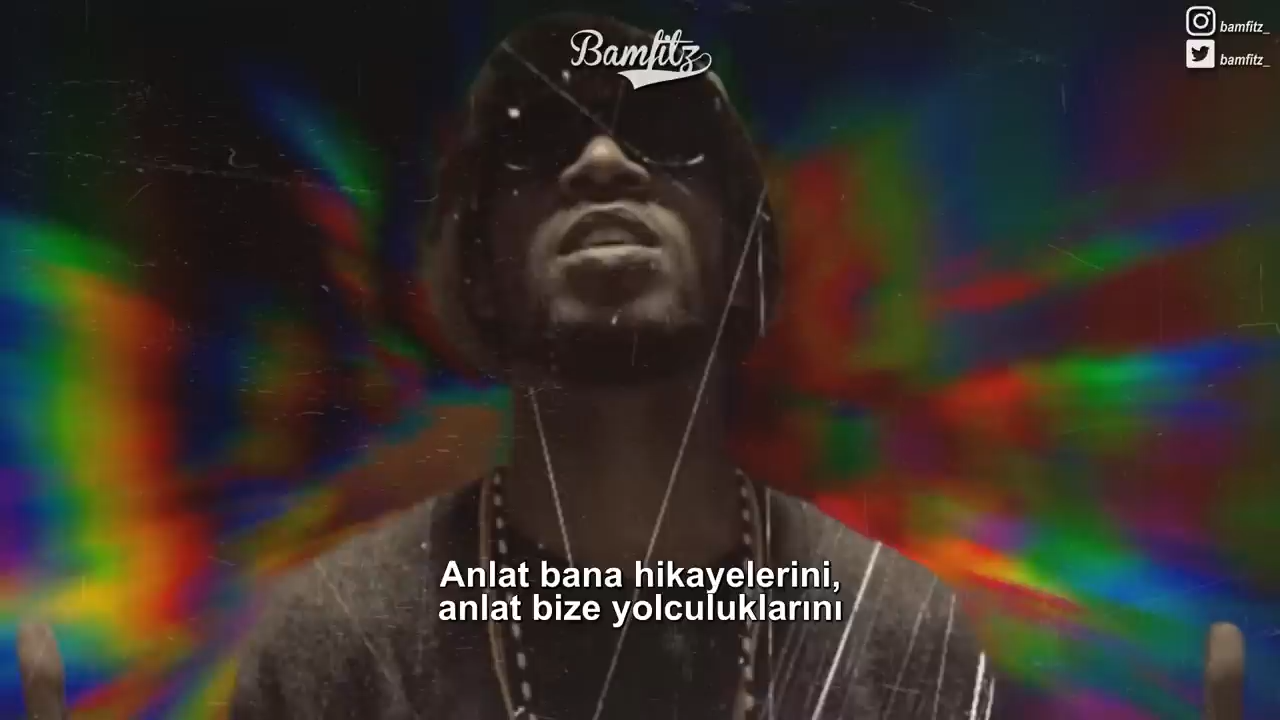 Bamfitz
bamfitz_
bamfitz_
Anlat bana hikayelerini,
anlat bize yolculuklarını